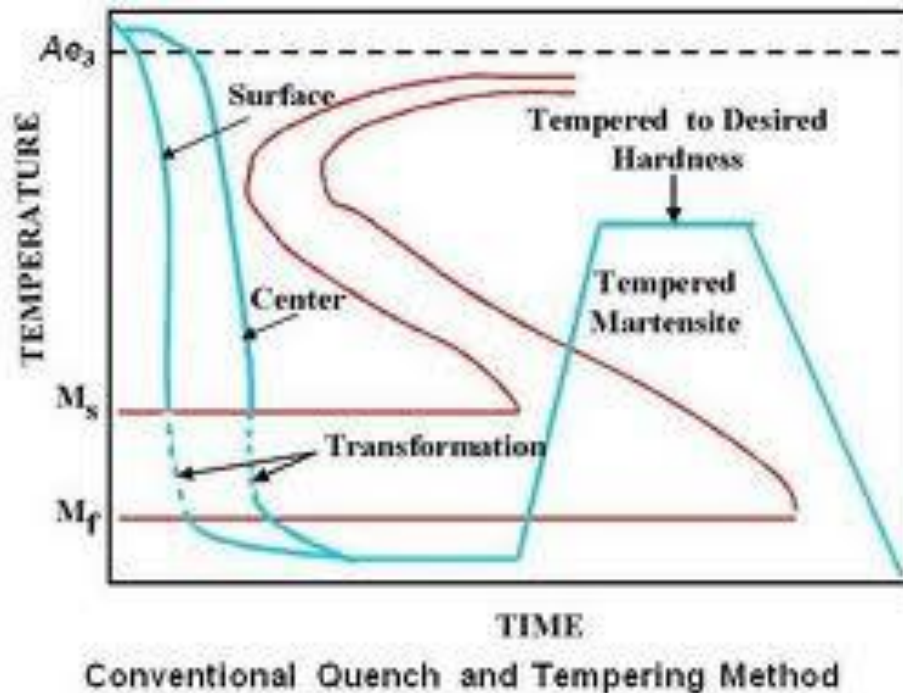 Ae3
Surface
Tempered to Desired
Hardness
TEMPERATURE
Center
Tempered
Martensite
Ms
Transformation
Mf
TIME
Conventional Quench and Tempering Method